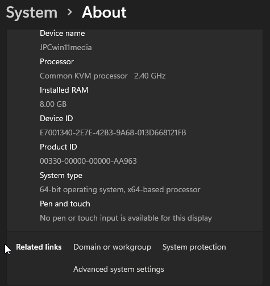 System > About
Device name
JPCwin11media
Processor
Common KVM processor 2.40 GHz
Installed RAM
8.00 GB
Device ID
E7001340-2E7E-42B3-9A68-013D668121FB
Product ID
00330-00000-00000-AA963
System type
64-bit operating system, x64-based processor
Pen and touch
No pen or touch input is available for this display
Related links Domain or workgroup System protection
Advanced system settings